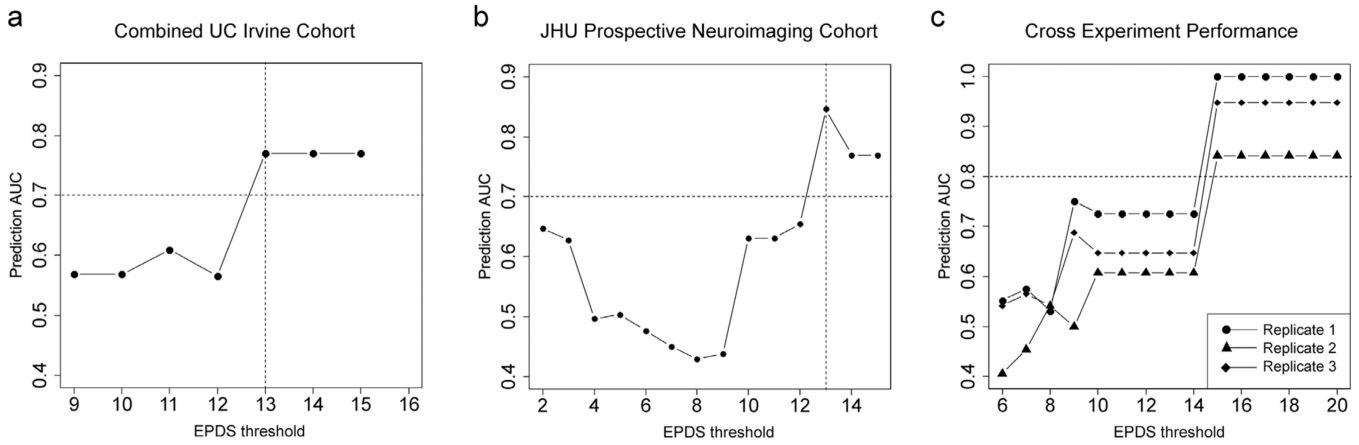 a
Combined UC Irvine Cohort
Prediction AUC
0.9
0.8
0.7
0.6
0.5
0.4
9 10 11 12 13 14 15 16
EPDS threshold
b
JHU Prospective Neuroimaging Cohort
Prediction AUC
0.9
0.8
0.7
0.6
0.5
0.4
2 4 6 8 10 12 14
EPDS threshold
c
Cross Experiment Performance
Prediction AUC
1.0
0.9
0.8
0.7
0.6
0.5
0.4
Replicate 1
Replicate 2
Replicate 3
6 8 10 12 14 16 18 20
EPDS threshold